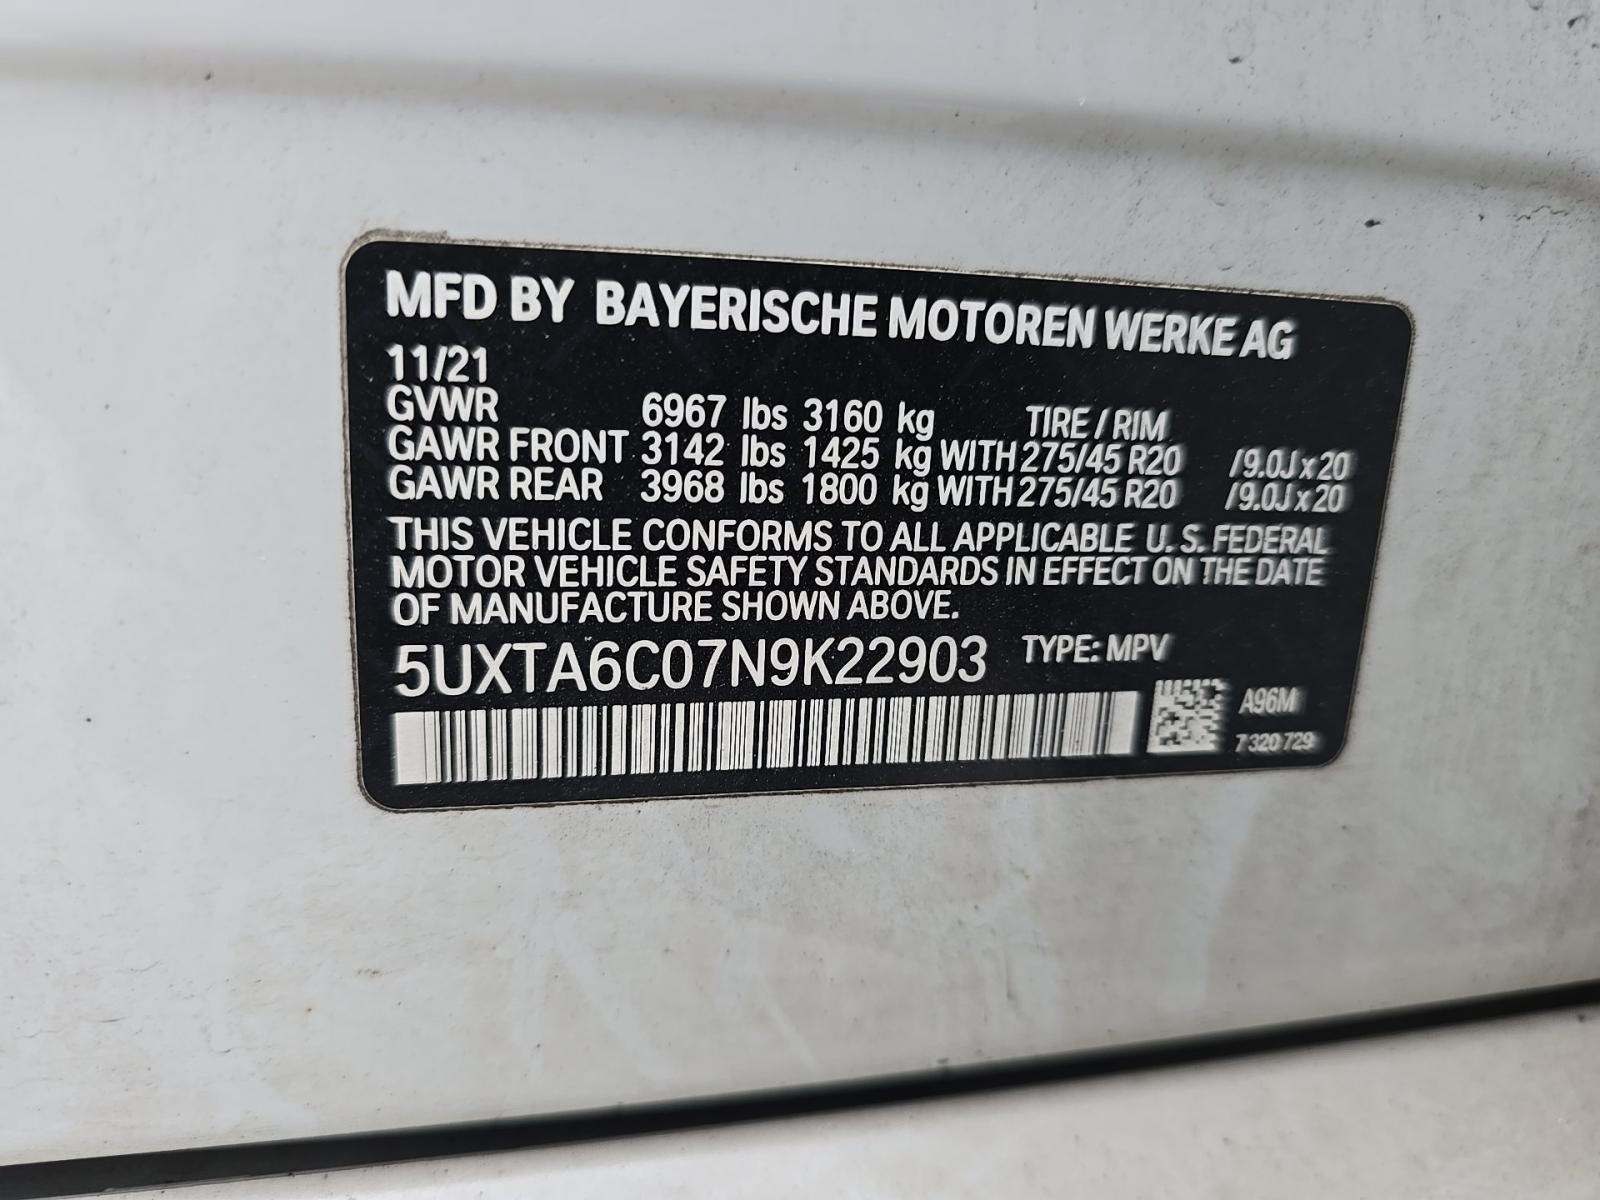 MFD BY BAYERISCHE MOTOREN WERKE AG
11/21
GVWR 6967 lbs 3160 kg TIRE / RIM
GAWR FRONT 3142 lbs 1425 kg WITH 275/45 R20 /9.0J x 20
GAWR REAR 3968 lbs 1800 kg WITH 275/45 R20 /9.0J x 20
THIS VEHICLE CONFORMS TO ALL APPLICABLE U. S. FEDERAL
MOTOR VEHICLE SAFETY STANDARDS IN EFFECT ON THE DATE
OF MANUFACTURE SHOWN ABOVE.
5UXTA6C07N9K22903 TYPE: MPV
A96M
7 320 729